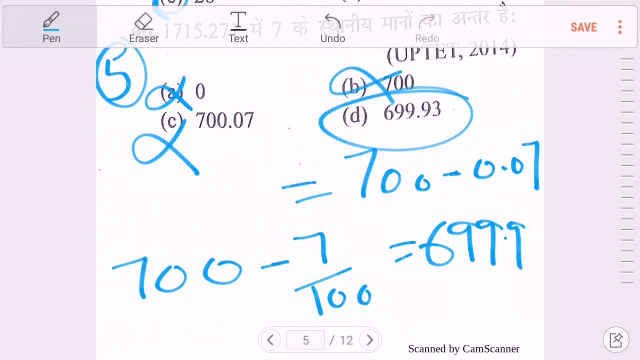 Pen
Eraser
Text
Undo
Redo
SAVE
1715.27 में 7 के स्थानीय मानों का अन्तर है:
(UPTET, 2014)
5
(a) 0
(b) 700
(c) 700.07
(d) 699.93
= 700 - 0.07
700 - 7/100 = 699.9
5 / 12
Scanned by CamScanner